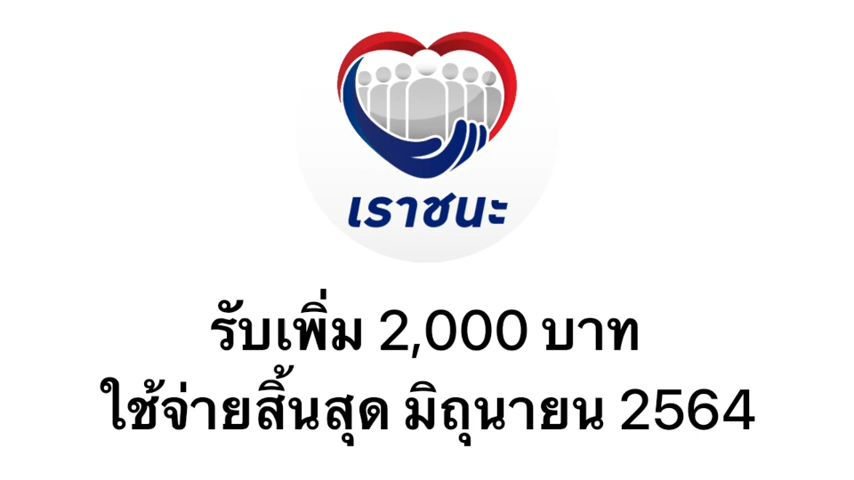 เราชนะ
รับเพิ่ม 2,000 บาท
ใช้จ่ายสิ้นสุด มิถุนายน 2564